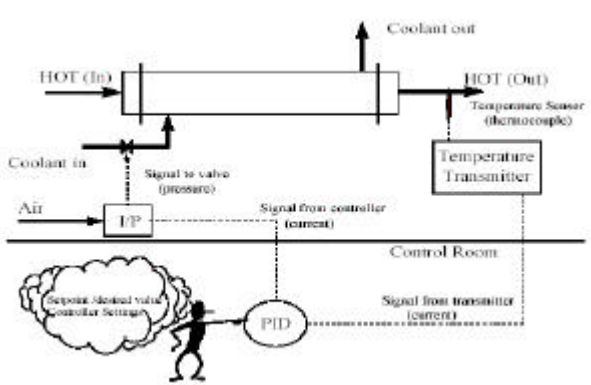 Coolant out
HOT (In)
HOT (Out)
Temperature Sensor
(thermocouple)
Coolant in
Signal to valve
(pressure)
Temperature
Transmitter
Air
I/P
Signal from controller
(current)
Control Room
Setpoint /desired value
Controller Settings
PID
Signal from transmitter
(current)